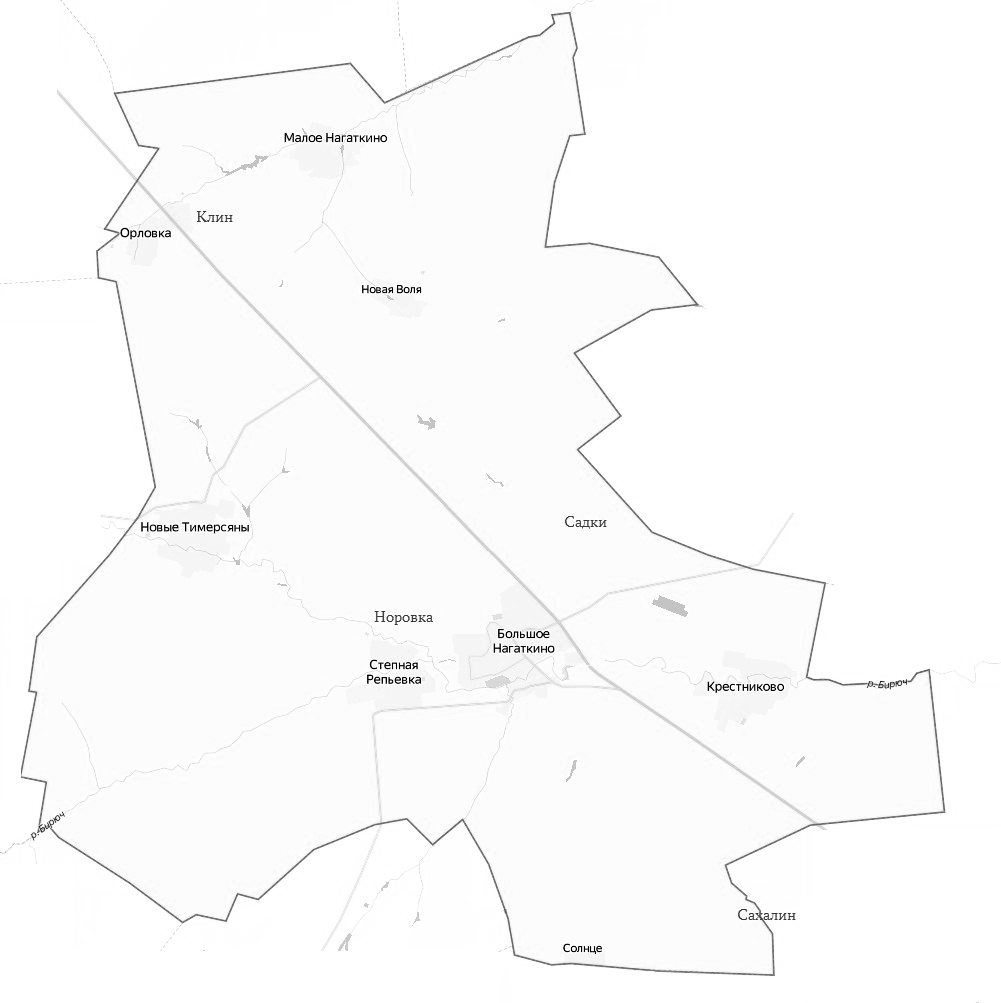 Малое Нагаткино
Клин
Орловка
Новая Воля
Садки
Новые Тимерсяны
Норовка
Большое
Нагаткино
Степная
Репьевка
Крестниково
р. Бирюч
р. Бирюч
Сахалин
Солнце